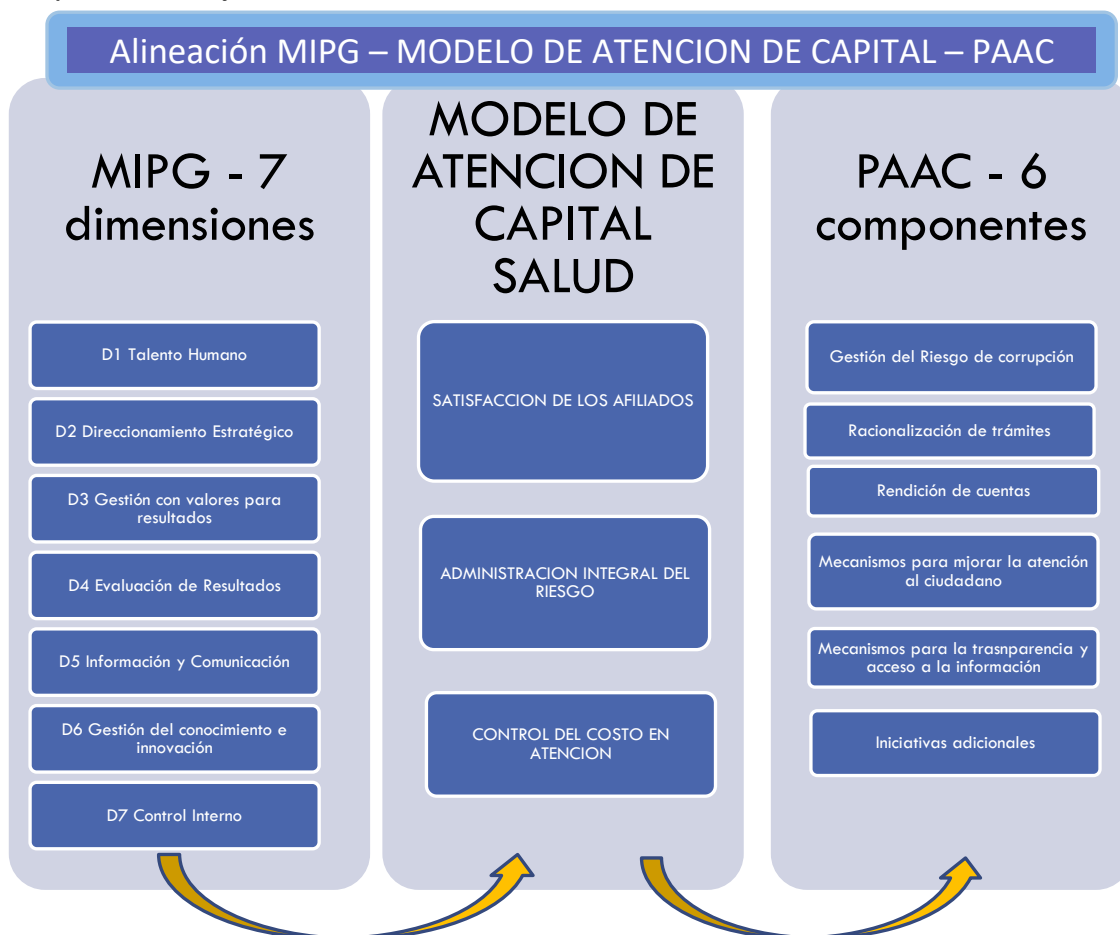 Alineación MIPG – MODELO DE ATENCION DE CAPITAL – PAAC
MIPG - 7
dimensiones
D1 Talento Humano
D2 Direccionamiento Estratégico
D3 Gestión con valores para
resultados
D4 Evaluación de Resultados
D5 Información y Comunicación
D6 Gestión del conocimiento e
innovación
D7 Control Interno
MODELO DE
ATENCION DE
CAPITAL
SALUD
SATISFACCION DE LOS AFILIADOS
ADMINISTRACION INTEGRAL DEL
RIESGO
CONTROL DEL COSTO EN
ATENCION
PAAC - 6
componentes
Gestión del Riesgo de corrupción
Racionalización de trámites
Rendición de cuentas
Mecanismos para mjorar la atención
al ciudadano
Mecanismos para la trasnparencia y
acceso a la información
Iniciativas adicionales